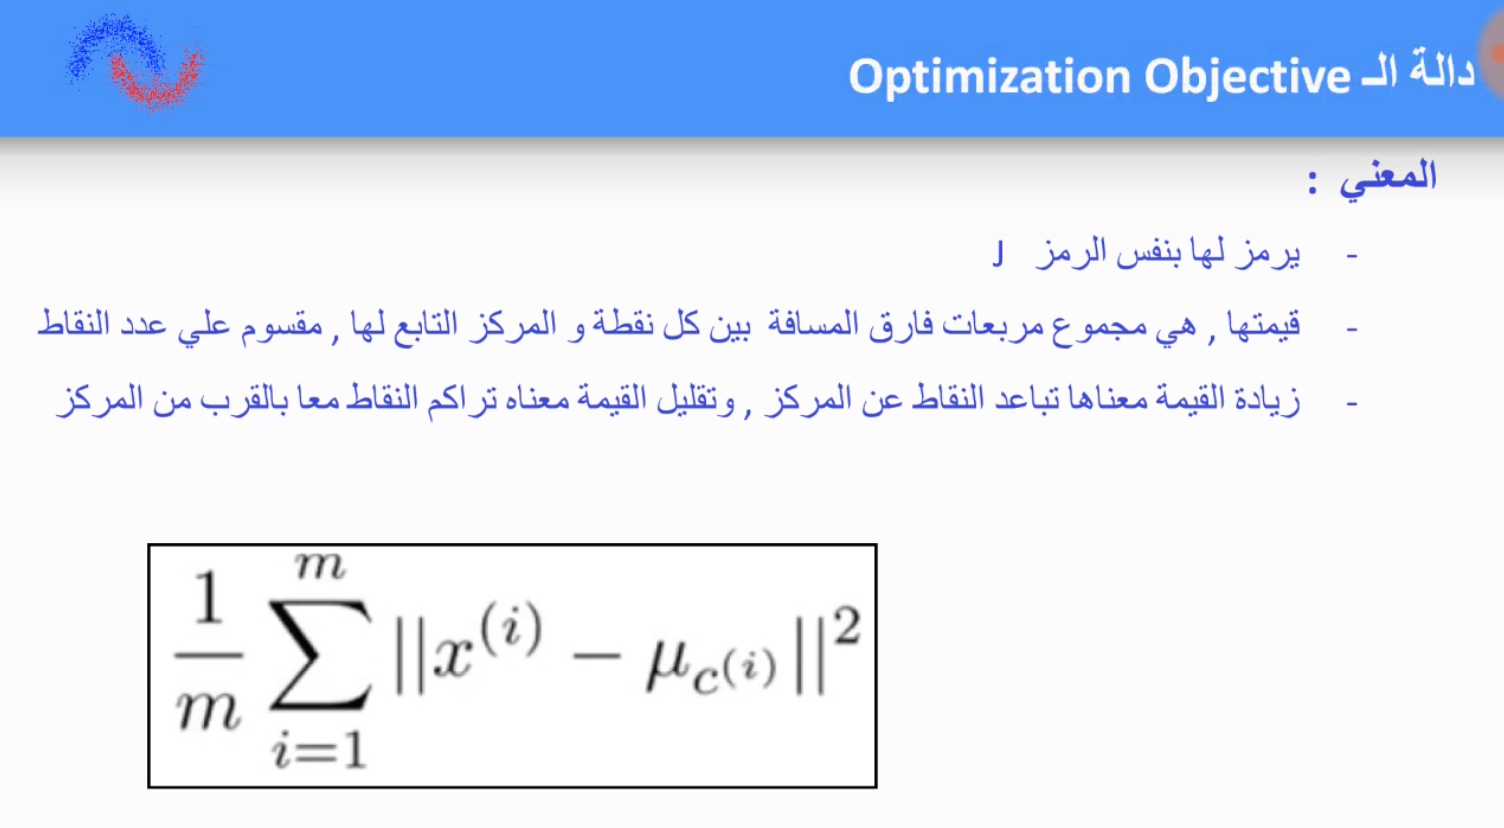 دالة الـ Optimization Objective
المعني :
- يرمز لها بنفس الرمز J
- قيمتها , هي مجموع مربعات فارق المسافة بين كل نقطة و المركز التابع لها , مقسوم علي عدد النقاط
- زيادة القيمة معناها تباعد النقاط عن المركز , وتقليل القيمة معناه تراكم النقاط معا بالقرب من المركز
$\frac{1}{m} \sum_{i=1}^{m} ||x^{(i)} - \mu_{c^{(i)}}||^2$